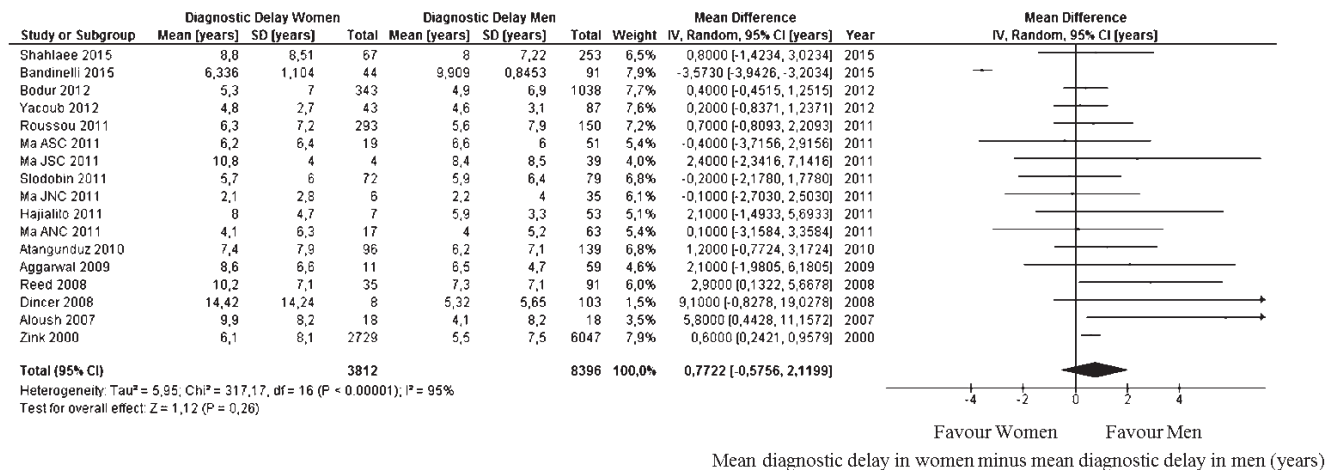 Diagnostic Delay Women Diagnostic Delay Men Mean Difference Mean Difference
Study or Subgroup Mean [years] SD [years] Total Mean [years] SD [years] Total Weight IV, Random, 95% CI [years] Year IV, Random, 95% CI [years]
Shahlaee 2015 8,8 8,51 67 8 7,22 253 6,5% 0,8000 [-1,4234, 3,0234] 2015
Bandinelli 2015 6,336 1,104 44 9,909 0,8453 91 7,9% -3,5730 [-3,9426, -3,2034] 2015
Bodur 2012 5,3 7 343 4,9 6,9 1038 7,7% 0,4000 [-0,4515, 1,2515] 2012
Yacoub 2012 4,8 2,7 43 4,6 3,1 87 7,6% 0,2000 [-0,8371, 1,2371] 2012
Roussou 2011 6,3 7,2 293 5,6 7,9 150 7,2% 0,7000 [-0,8093, 2,2093] 2011
Ma ASC 2011 6,2 6,4 19 6,6 6 51 5,4% -0,4000 [-3,7156, 2,9156] 2011
Ma JSC 2011 10,8 4 4 8,4 8,5 39 4,0% 2,4000 [-2,3416, 7,1416] 2011
Slodobin 2011 5,7 6 72 5,9 6,4 79 6,8% -0,2000 [-2,1780, 1,7780] 2011
Ma JNC 2011 2,1 2,8 6 2,2 4 35 6,1% -0,1000 [-2,7030, 2,5030] 2011
Hajialilo 2011 8 4,7 7 5,9 3,3 53 5,1% 2,1000 [-1,4933, 5,6933] 2011
Ma ANC 2011 4,1 6,3 17 4 5,2 63 5,4% 0,1000 [-3,1584, 3,3584] 2011
Atangunduz 2010 7,4 7,9 96 6,2 7,1 139 6,8% 1,2000 [-0,7724, 3,1724] 2010
Aggarwal 2009 8,6 6,6 11 6,5 4,7 59 4,6% 2,1000 [-1,9805, 6,1805] 2009
Reed 2008 10,2 7,1 35 7,3 7,1 91 5,9% 2,9000 [0,1322, 5,6678] 2008
Dincer 2008 14,42 14,24 8 5,32 5,65 103 1,5% 9,1000 [-0,8278, 19,0278] 2008
Aloush 2007 9,9 8,2 18 4,1 8,2 18 3,5% 5,8000 [0,4428, 11,1572] 2007
Zink 2000 6,1 8,1 2729 5,5 7,5 6047 7,9% 0,6000 [0,2421, 0,9579] 2000
Total (95% CI) 3812 8396 100,0% 0,7722 [-0,5756, 2,1199]
Heterogeneity: Tau² = 5,95; Chi² = 317,17, df = 16 (P < 0.00001); I² = 95%
Test for overall effect: Z = 1,12 (P = 0,26)
-4 -2 0 2 4
Favour Women Favour Men
Mean diagnostic delay in women minus mean diagnostic delay in men (years)